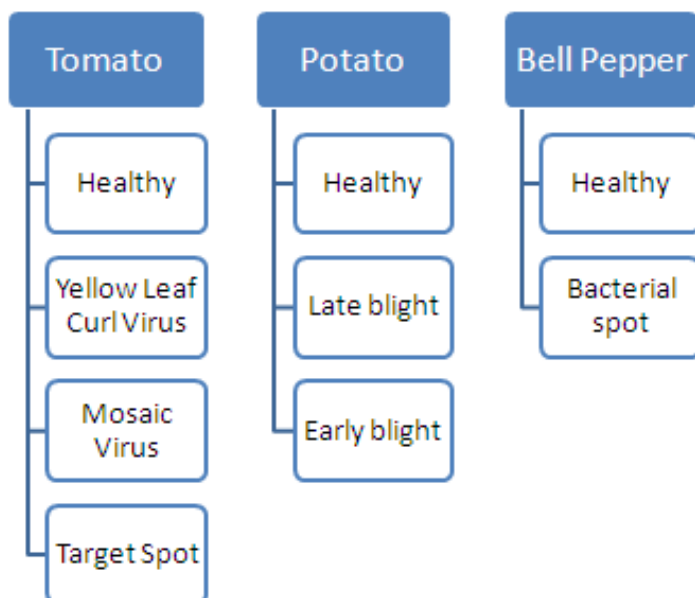 Tomato
Healthy
Yellow Leaf
Curl Virus
Mosaic
Virus
Target Spot
Potato
Healthy
Late blight
Early blight
Bell Pepper
Healthy
Bacterial
spot